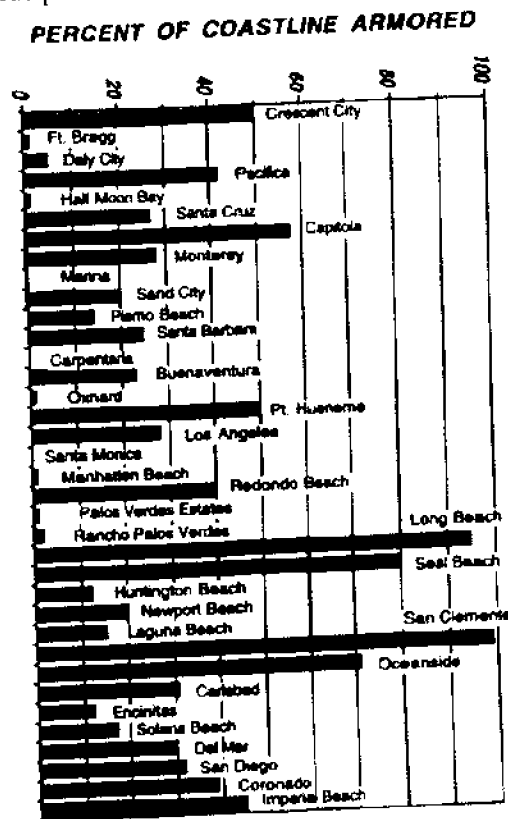 PERCENT OF COASTLINE ARMORED
0 20 40 60 80 100
Crescent City
Ft. Bragg
Daly City
Pacifica
Half Moon Bay
Santa Cruz
Capitola
Monterey
Marina
Sand City
Pismo Beach
Santa Barbara
Carpenteria
Buenaventura
Oxnard
Pt. Hueneme
Los Angeles
Santa Monica
Manhattan Beach
Redondo Beach
Palos Verdes Estates
Rancho Palos Verdes
Long Beach
Seal Beach
Huntington Beach
Newport Beach
Laguna Beach
San Clemente
Oceanside
Carlsbad
Encinitas
Solana Beach
Del Mar
San Diego
Coronado
Imperial Beach